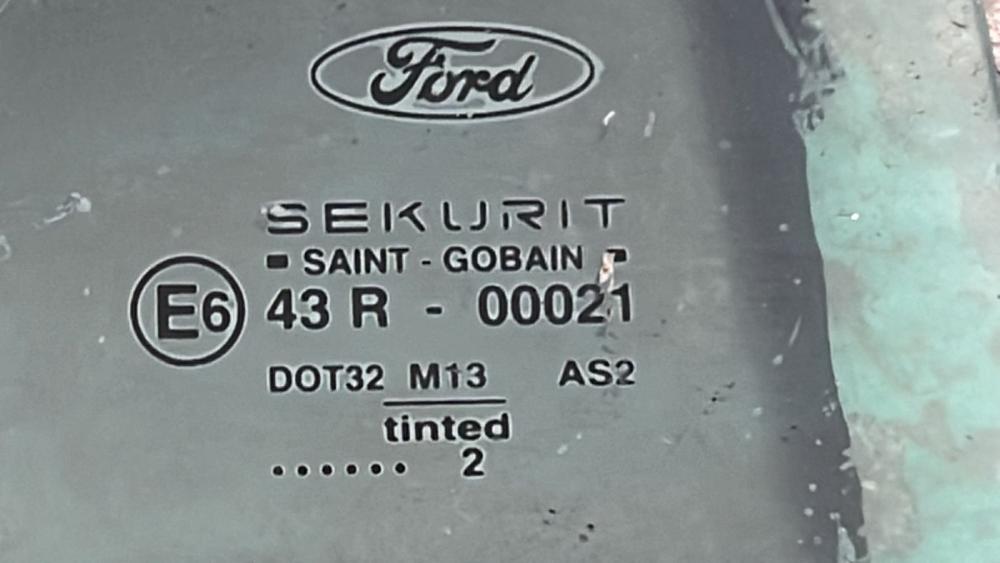 Ford
SEKURIT
SAINT - GOBAIN
E6 43 R - 00021
DOT32 M13 AS2
tinted
...... 2